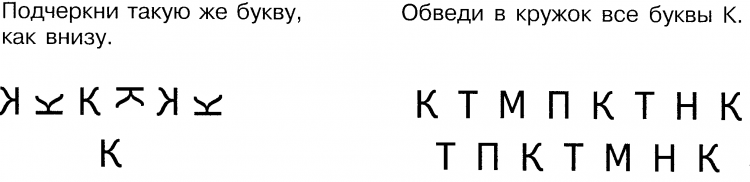 Подчеркни такую же букву,
как внизу.
К К К К К К
К
Обведи в кружок все буквы К.
К Т М П К Т Н К
Т П К Т М Н К